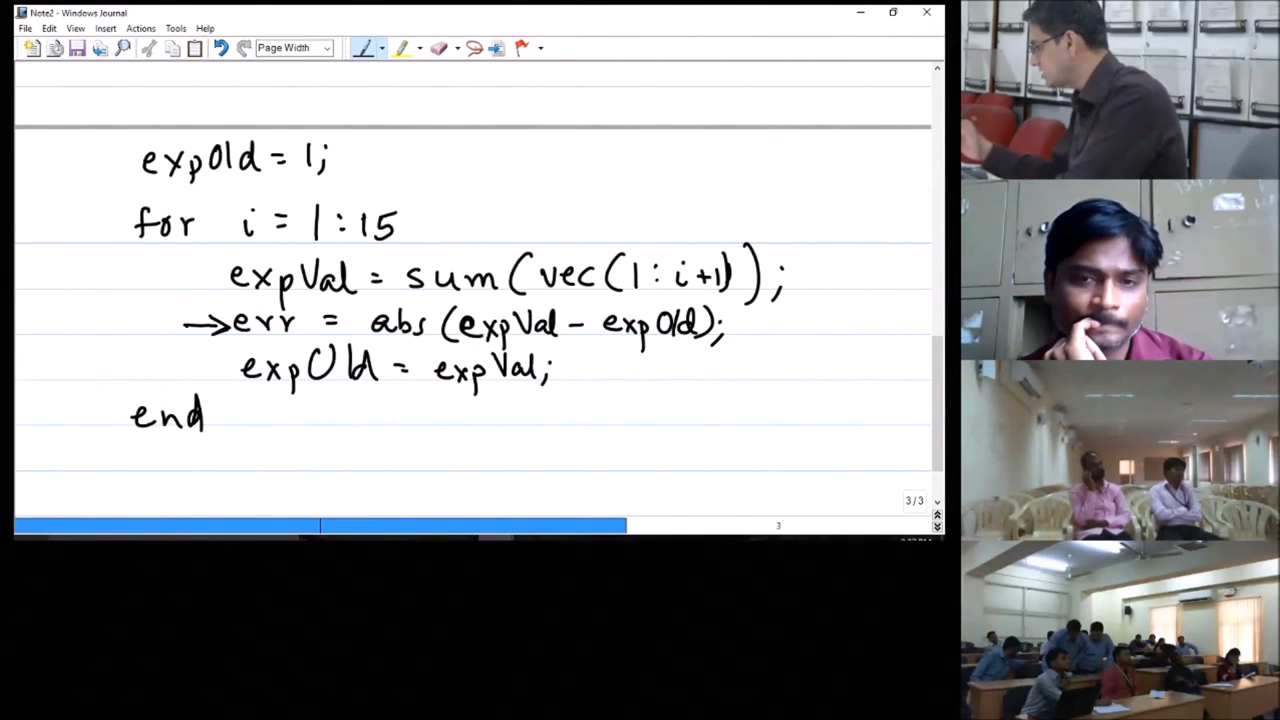 Note2 - Windows Journal
File Edit View Insert Actions Tools Help
Page Width
expOld = 1;
for i = 1:15
expVal = sum(vec(1:i+1));
→err = abs(expVal - expOld);
expOld = expVal;
end
3/3
3